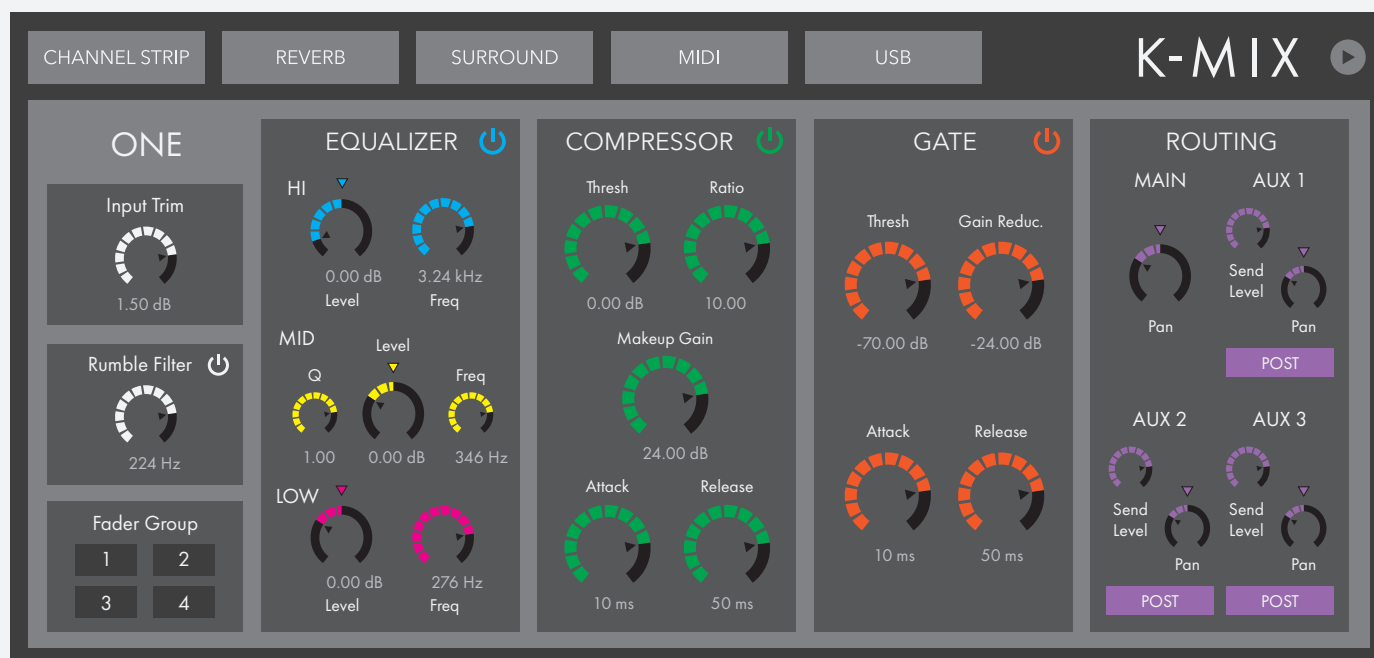 CHANNEL STRIP
REVERB
SURROUND
MIDI
USB
K-MIX
ONE
Input Trim
1.50 dB
Rumble Filter
224 Hz
Fader Group
1 2
3 4
EQUALIZER
HI
0.00 dB 3.24 kHz
Level Freq
MID
Level
Q Freq
1.00 0.00 dB 346 Hz
LOW
0.00 dB 276 Hz
Level Freq
COMPRESSOR
Thresh Ratio
0.00 dB 10.00
Makeup Gain
24.00 dB
Attack Release
10 ms 50 ms
GATE
Thresh Gain Reduc.
-70.00 dB -24.00 dB
Attack Release
10 ms 50 ms
ROUTING
MAIN
Pan
AUX 1
Send
Level
Pan
POST
AUX 2
Send
Level
Pan
POST
AUX 3
Send
Level
Pan
POST